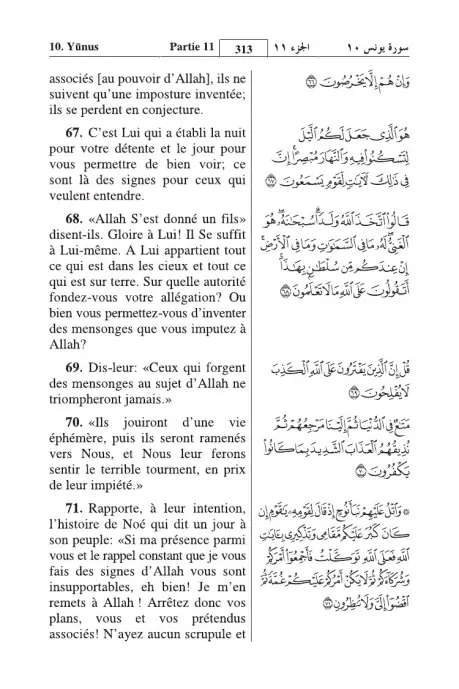 10. Yūnus Partie 11 313 الجزء ١١ سورة يونس ١٠
associés [au pouvoir d’Allah], ils ne
suivent qu’une imposture inventée;
ils se perdent en conjecture.
67. C’est Lui qui a établi la nuit
pour votre détente et le jour pour
vous permettre de bien voir; ce
sont là des signes pour ceux qui
veulent entendre.
68. «Allah S’est donné un fils»
disent-ils. Gloire à Lui! Il Se suffit
à Lui-même. A Lui appartient tout
ce qui est dans les cieux et tout ce
qui est sur terre. Sur quelle autorité
fondez-vous votre allégation? Ou
bien vous permettez-vous d’inventer
des mensonges que vous imputez à
Allah?
69. Dis-leur: «Ceux qui forgent
des mensonges au sujet d’Allah ne
triompheront jamais.»
70. «Ils jouiront d’une vie
éphémère, puis ils seront ramenés
vers Nous, et Nous leur ferons
sentir le terrible tourment, en prix
de leur impiété.»
71. Rapporte, à leur intention,
l’histoire de Noé qui dit un jour à
son peuple: «Si ma présence parmi
vous et le rappel constant que je vous
fais des signes d’Allah vous sont
insupportables, eh bien! Je m’en
remets à Allah ! Arrêtez donc vos
plans, vous et vos prétendus
associés! N’ayez aucun scrupule et
وَإِنْ هُمْ إِلَّا يَخْرُصُونَ ٦٦
هُوَ الَّذِي جَعَلَ لَكُمُ الَّيْلَ
لِتَسْكُنُوا فِيهِ وَالنَّهَارَ مُبْصِرًا إِنَّ
فِي ذَٰلِكَ لَآيَاتٍ لِقَوْمٍ يَسْمَعُونَ ٦٧
قَالُوا اتَّخَذَ اللَّهُ وَلَدًا سُبْحَانَهُ هُوَ
الْغَنِيُّ لَهُ مَا فِي السَّمَاوَاتِ وَمَا فِي الْأَرْضِ
إِنْ عِنْدَكُمْ مِنْ سُلْطَانٍ بِهَٰذَا
أَتَقُولُونَ عَلَى اللَّهِ مَا لَا تَعْلَمُونَ ٦٨
قُلْ إِنَّ الَّذِينَ يَفْتَرُونَ عَلَى اللَّهِ الْكَذِبَ
لَا يُفْلِحُونَ ٦٩
مَتَاعٌ فِي الدُّنْيَا ثُمَّ إِلَيْنَا مَرْجِعُهُمْ ثُمَّ
نُذِيقُهُمُ الْعَذَابَ الشَّدِيدَ بِمَا كَانُوا
يَكْفُرُونَ ٧٠
۞ وَاتْلُ عَلَيْهِمْ نَبَأَ نُوحٍ إِذْ قَالَ لِقَوْمِهِ يَا قَوْمِ إِنْ
كَانَ كَبُرَ عَلَيْكُمْ مَقَامِي وَتَذْكِيرِي بِآيَاتِ
اللَّهِ فَعَلَى اللَّهِ تَوَكَّلْتُ فَأَجْمِعُوا أَمْرَكُمْ
وَشُرَكَاءَكُمْ ثُمَّ لَا يَكُنْ أَمْرُكُمْ عَلَيْكُمْ غُمَّةً ثُمَّ
اقْضُوا إِلَيَّ وَلَا تُنْظِرُونِ ٧١